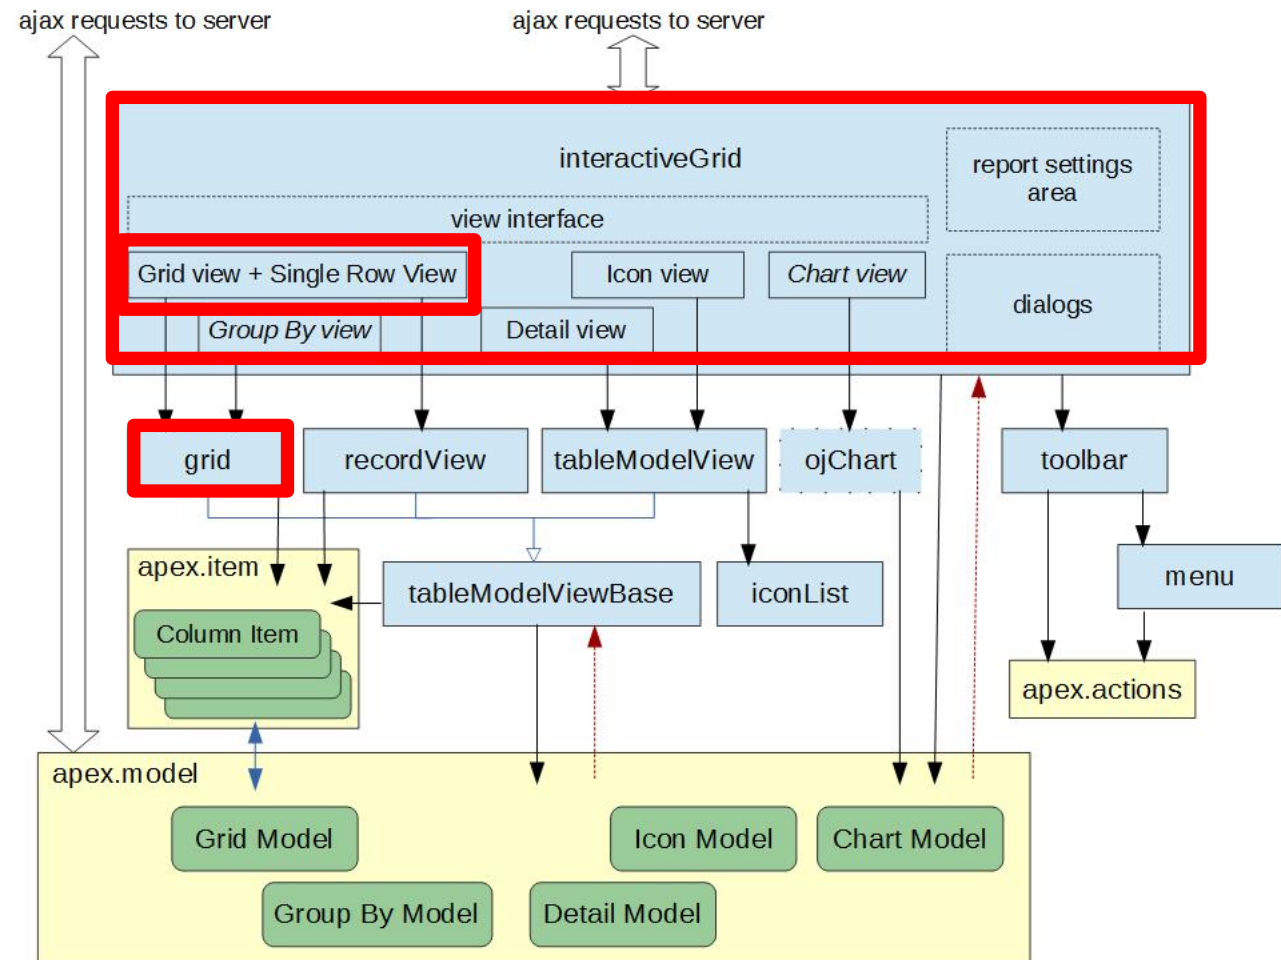 ajax requests to server
ajax requests to server
interactiveGrid
report settings
area
view interface
Grid view + Single Row View
Icon view
Chart view
dialogs
Group By view
Detail view
grid
recordView
tableModelView
ojChart
toolbar
apex.item
menu
tableModelViewBase
iconList
Column Item
apex.actions
apex.model
Grid Model
Icon Model
Chart Model
Group By Model
Detail Model